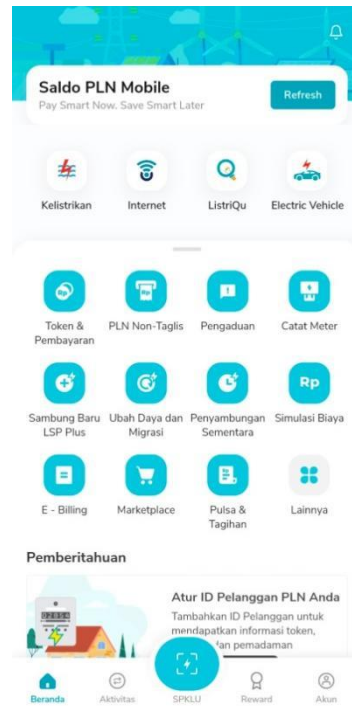 Saldo PLN Mobile
Pay Smart Now. Save Smart Later
Refresh
Kelistrikan
Internet
ListriQu
Electric Vehicle
Token &
Pembayaran
PLN Non-Taglis
Pengaduan
Catat Meter
Sambung Baru
LSP Plus
Ubah Daya dan
Migrasi
Penyambungan
Sementara
Rp
Simulasi Biaya
E - Billing
Marketplace
Pulsa &
Tagihan
Lainnya
Pemberitahuan
Atur ID Pelanggan PLN Anda
Tambahkan ID Pelanggan untuk
mendapatkan informasi token,
dan pemadaman
Beranda
Aktivitas
SPKLU
Reward
Akun